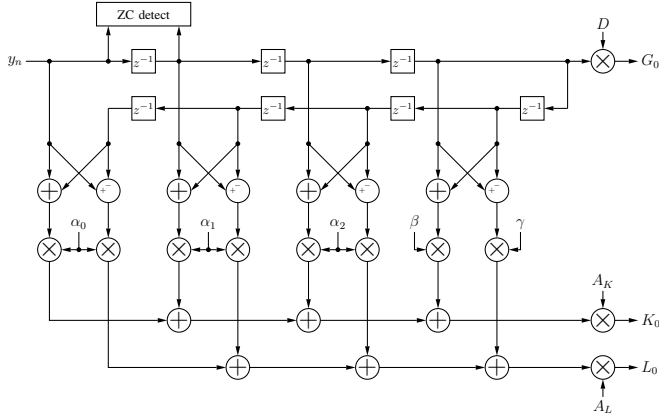 ZC detect
D
y_n z^{-1} z^{-1} z^{-1} G_0
z^{-1} z^{-1} z^{-1} z^{-1}
+ + - + + - + + - + + -
α_0 α_1 α_2 β γ
A_K
+ + + K_0
+ + + L_0
A_L